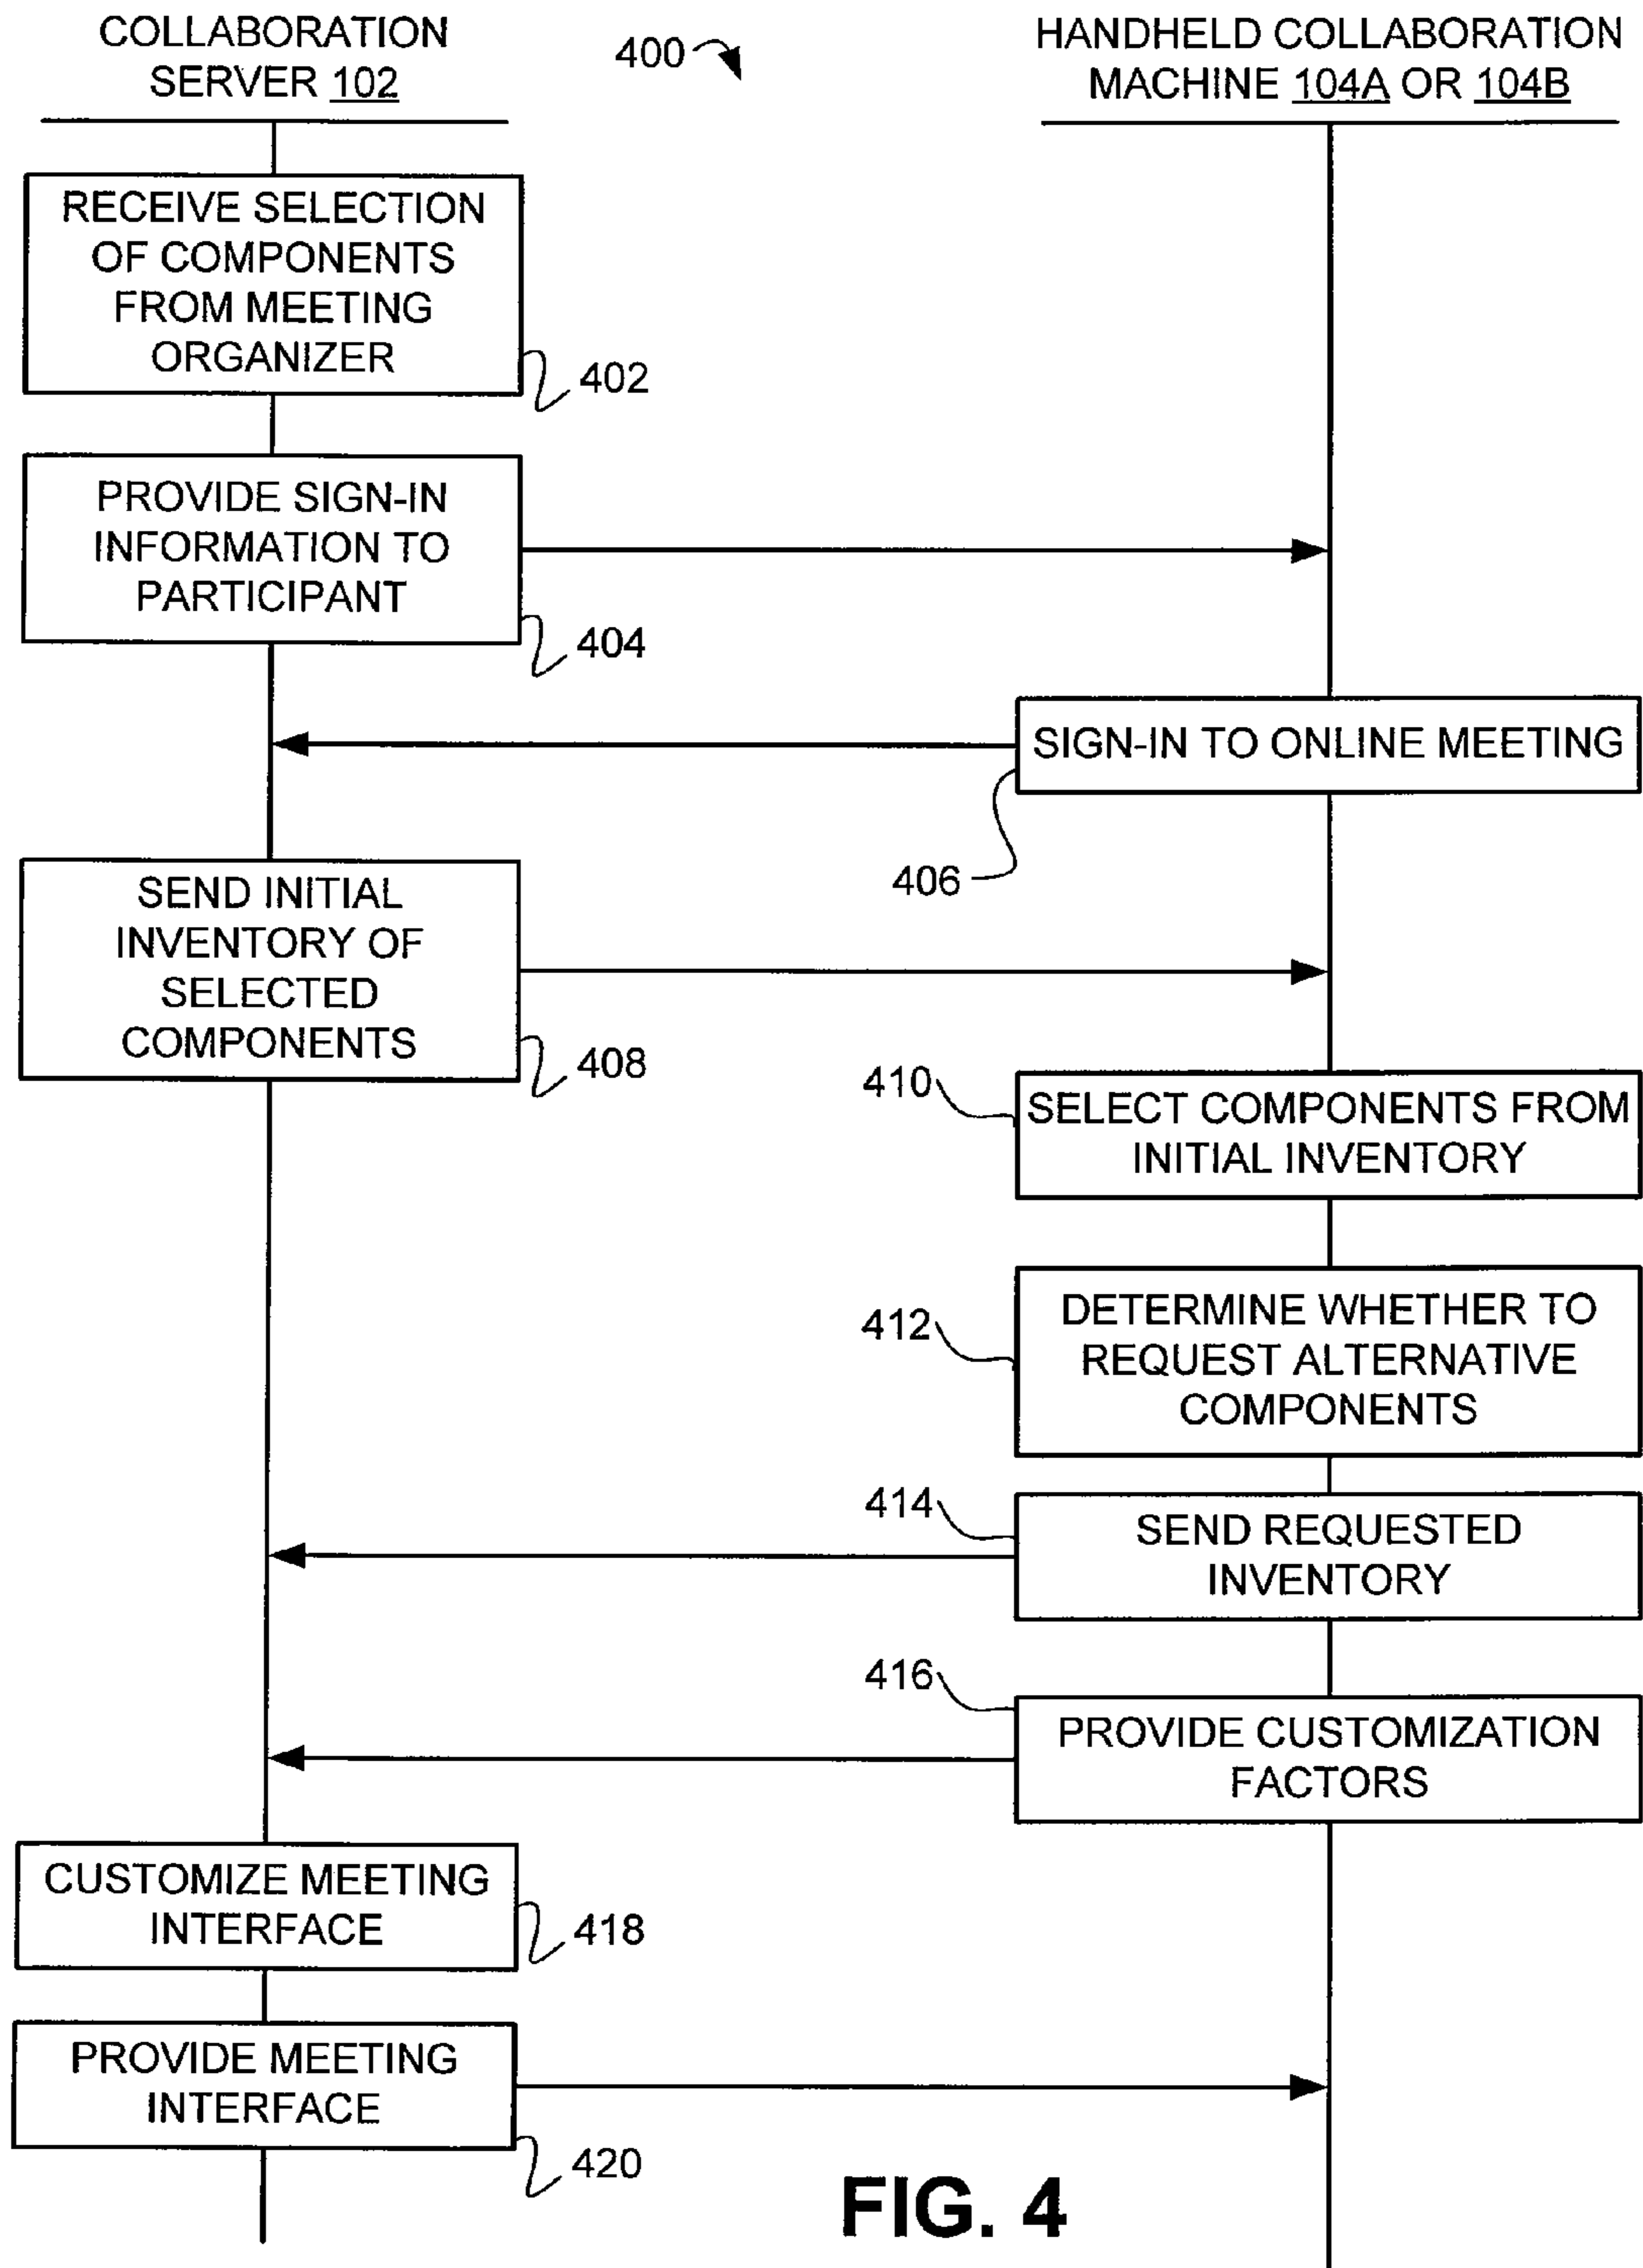 COLLABORATION
SERVER 102
400
HANDHELD COLLABORATION
MACHINE 104A OR 104B
RECEIVE SELECTION
OF COMPONENTS
FROM MEETING
ORGANIZER
402
PROVIDE SIGN-IN
INFORMATION TO
PARTICIPANT
404
SIGN-IN TO ONLINE MEETING
406
SEND INITIAL
INVENTORY OF
SELECTED
COMPONENTS
408
410
SELECT COMPONENTS FROM
INITIAL INVENTORY
412
DETERMINE WHETHER TO
REQUEST ALTERNATIVE
COMPONENTS
414
SEND REQUESTED
INVENTORY
416
PROVIDE CUSTOMIZATION
FACTORS
CUSTOMIZE MEETING
INTERFACE
418
PROVIDE MEETING
INTERFACE
420
FIG. 4